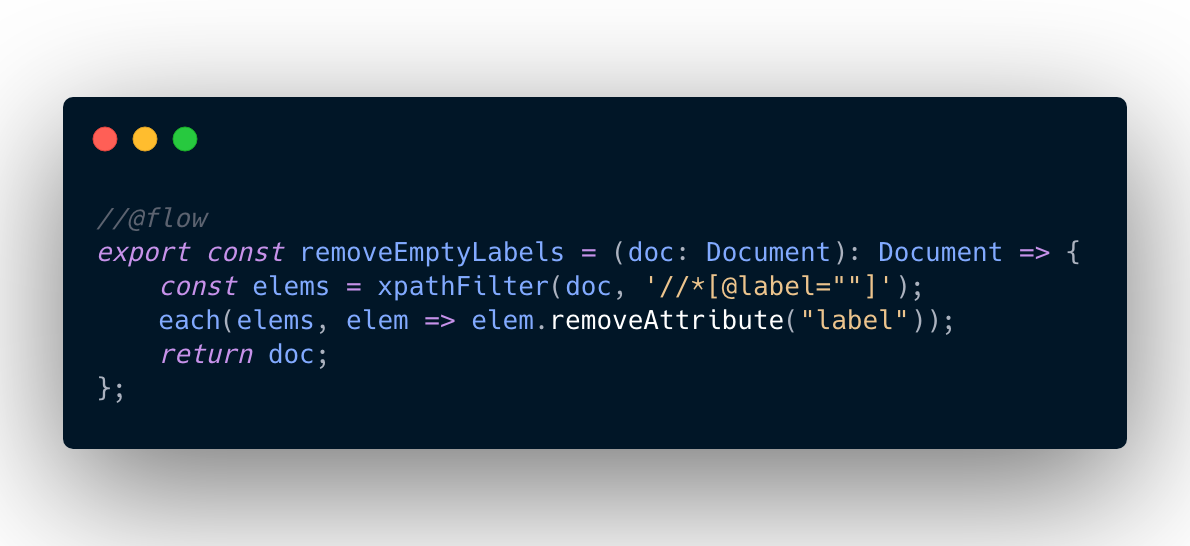 //@flow
export const removeEmptyLabels = (doc: Document): Document => {
    const elems = xpathFilter(doc, '//*[@label=""]');
    each(elems, elem => elem.removeAttribute("label"));
    return doc;
};